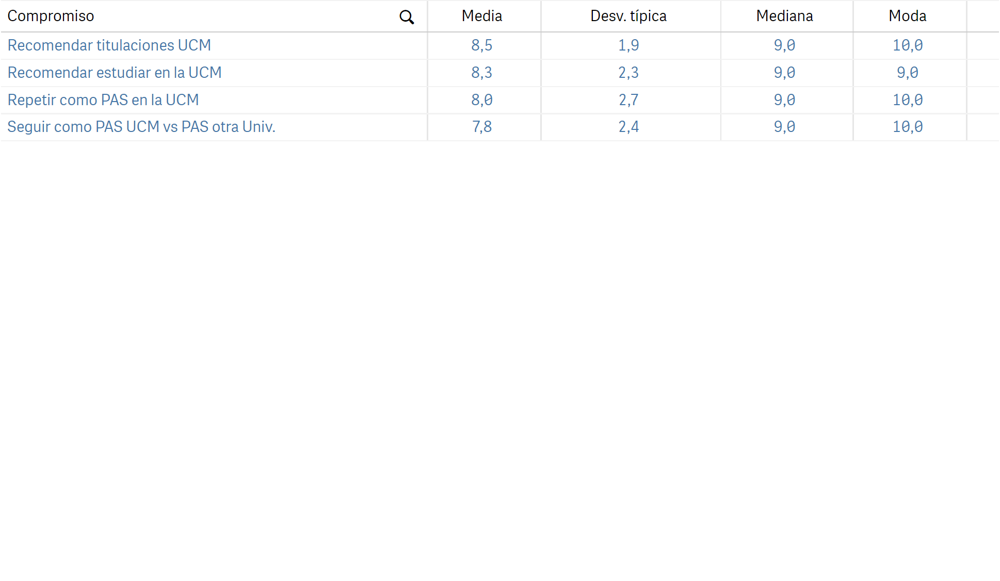 Compromiso Media Desv. típica Mediana Moda
Recomendar titulaciones UCM 8,5 1,9 9,0 10,0
Recomendar estudiar en la UCM 8,3 2,3 9,0 9,0
Repetir como PAS en la UCM 8,0 2,7 9,0 10,0
Seguir como PAS UCM vs PAS otra Univ. 7,8 2,4 9,0 10,0